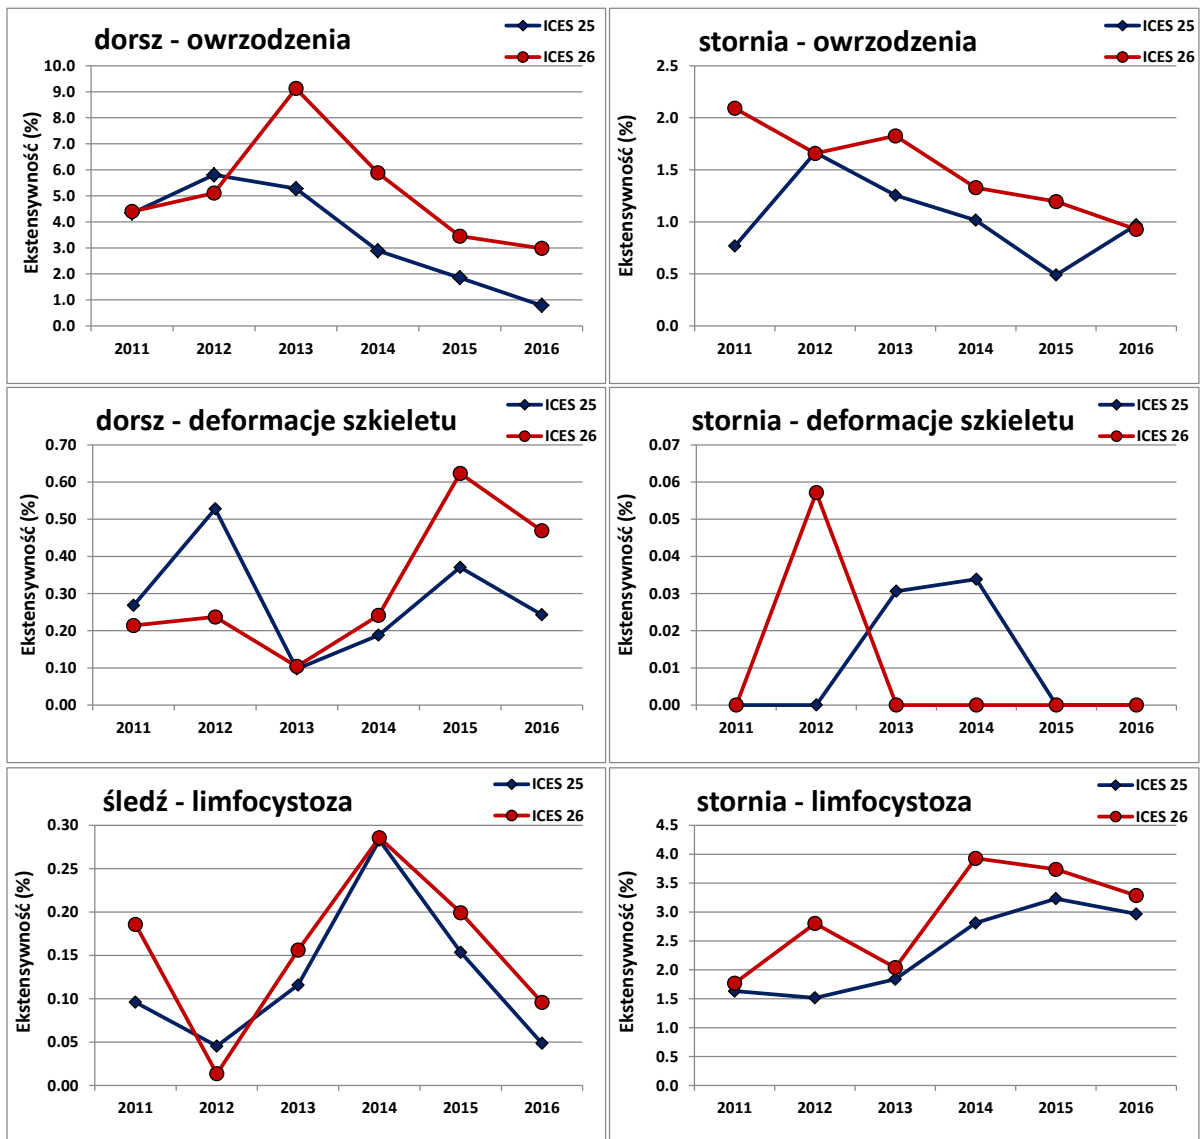 dorsz - owrzodzenia
ICES 25
ICES 26
Ekstensywność (%)
10.0
9.0
8.0
7.0
6.0
5.0
4.0
3.0
2.0
1.0
0.0
2011 2012 2013 2014 2015 2016
stornia - owrzodzenia
ICES 25
ICES 26
Ekstensywność (%)
2.5
2.0
1.5
1.0
0.5
0.0
2011 2012 2013 2014 2015 2016
dorsz - deformacje szkieletu
ICES 25
ICES 26
Ekstensywność (%)
0.70
0.60
0.50
0.40
0.30
0.20
0.10
0.00
2011 2012 2013 2014 2015 2016
stornia - deformacje szkieletu
ICES 25
ICES 26
Ekstensywność (%)
0.07
0.06
0.05
0.04
0.03
0.02
0.01
0.00
2011 2012 2013 2014 2015 2016
śledź - limfocystoza
ICES 25
ICES 26
Ekstensywność (%)
0.30
0.25
0.20
0.15
0.10
0.05
0.00
2011 2012 2013 2014 2015 2016
stornia - limfocystoza
ICES 25
ICES 26
Ekstensywność (%)
4.5
4.0
3.5
3.0
2.5
2.0
1.5
1.0
0.5
0.0
2011 2012 2013 2014 2015 2016